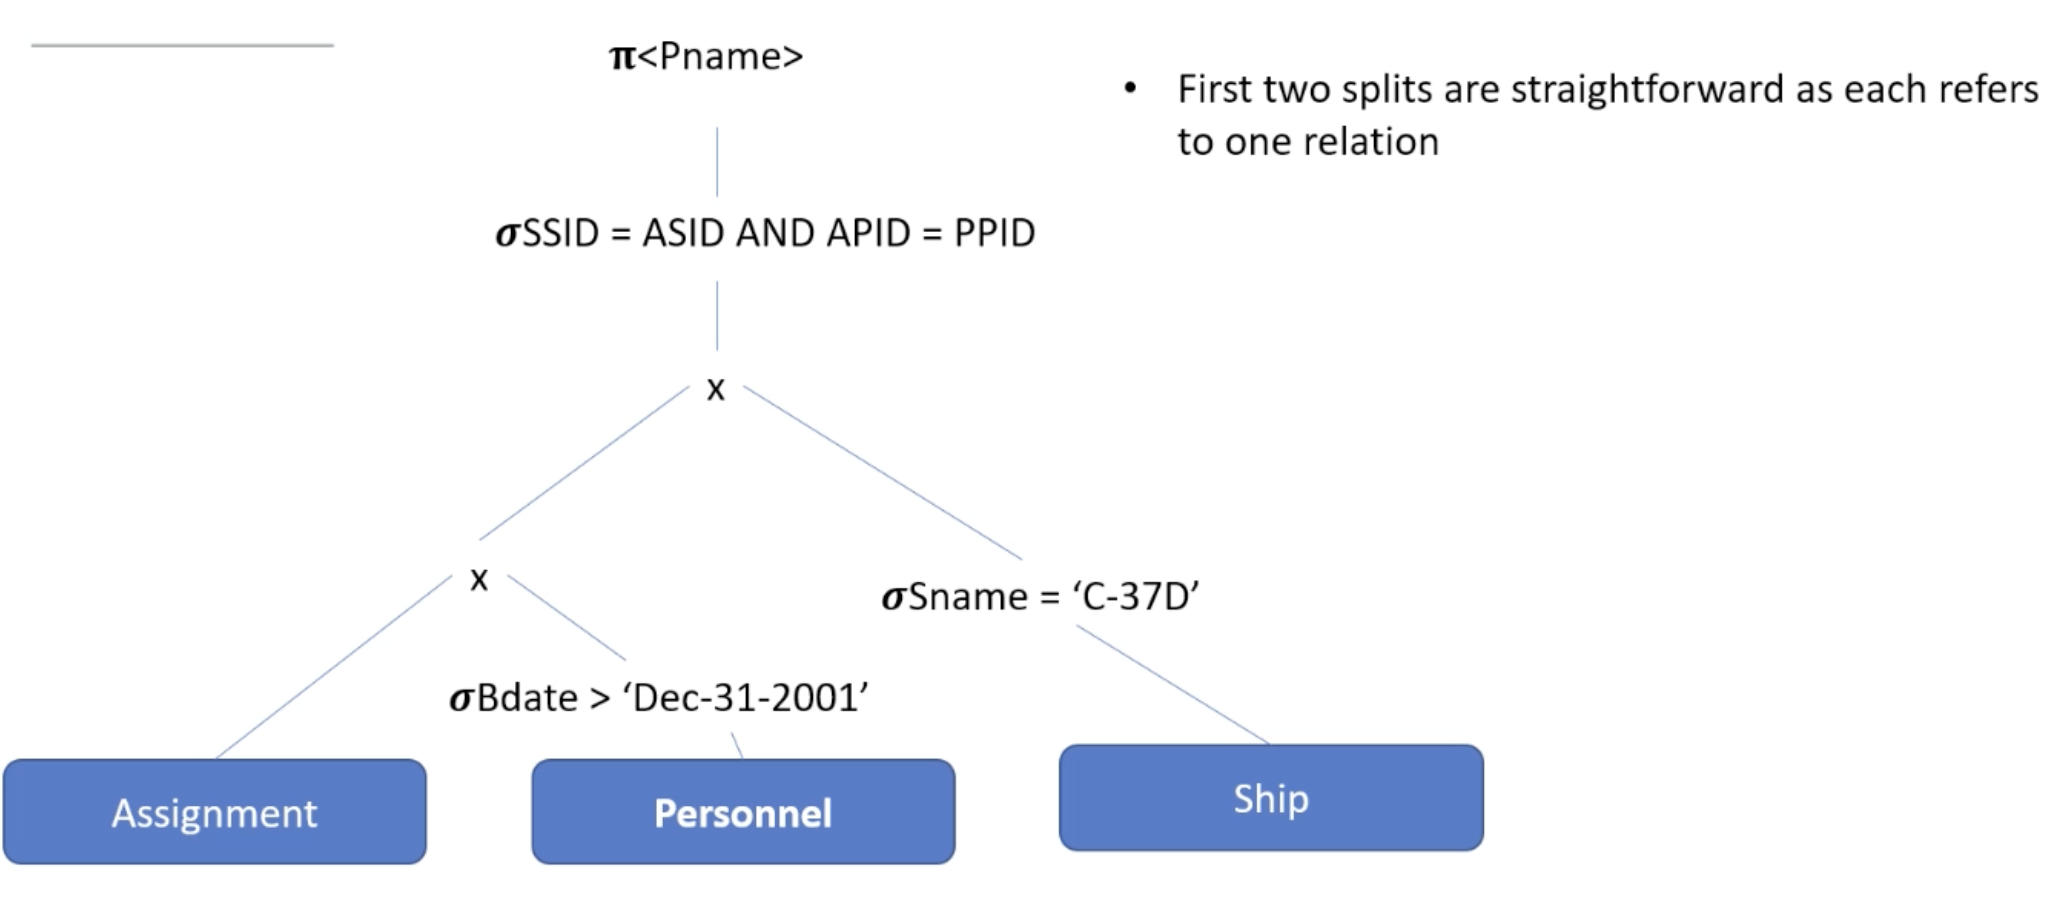 π<Pname>
• First two splits are straightforward as each refers
to one relation
σSSID = ASID AND APID = PPID
x
x
σSname = ‘C-37D’
σBdate > ‘Dec-31-2001’
Assignment
Personnel
Ship